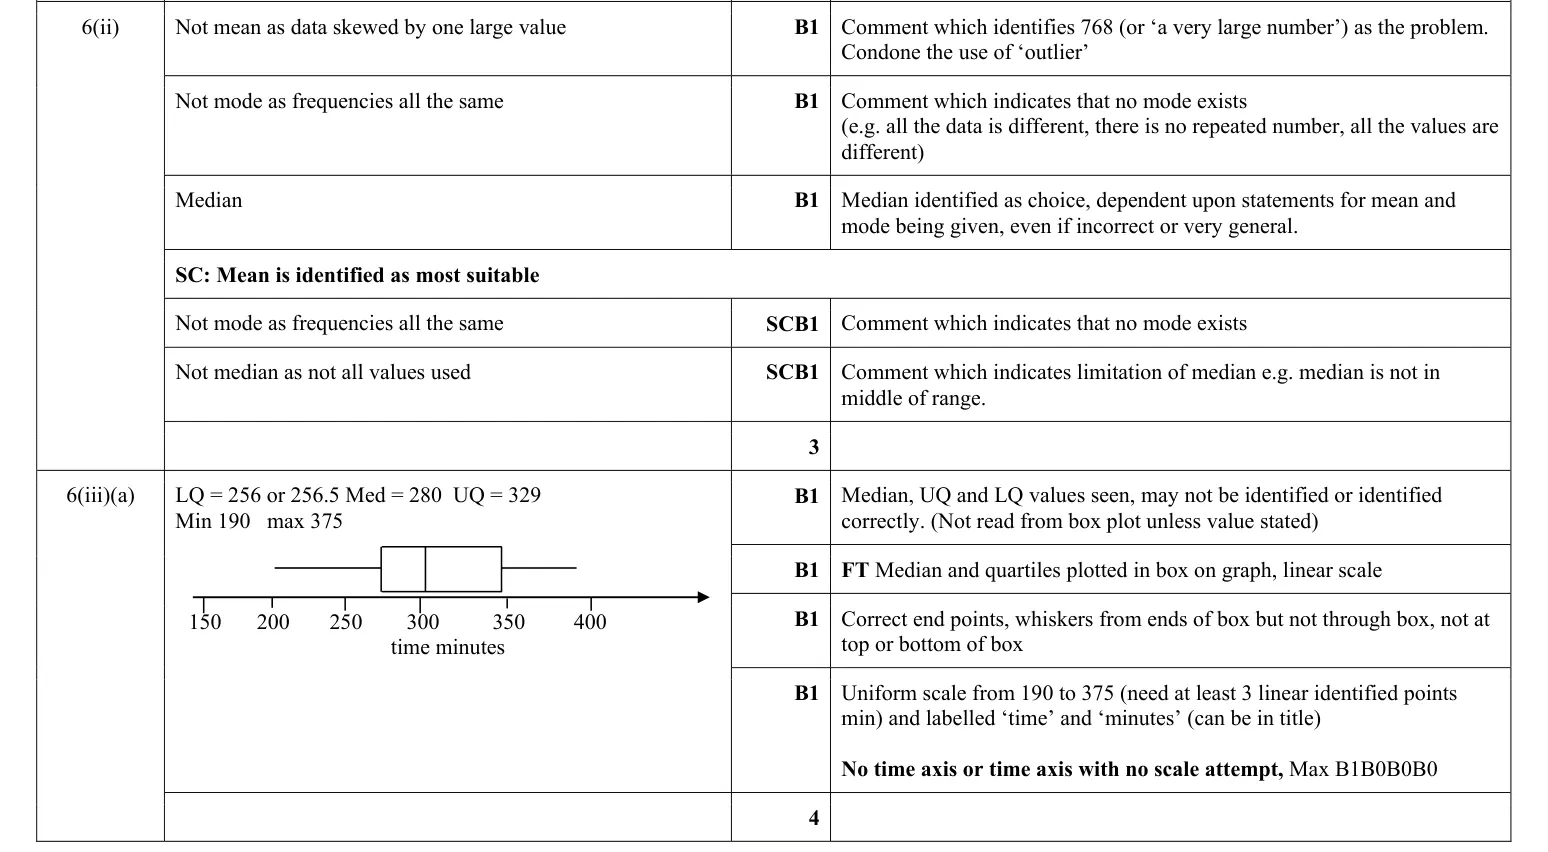 6(ii)
Not mean as data skewed by one large value
B1
Comment which identifies 768 (or ‘a very large number’) as the problem.
Condone the use of ‘outlier’
Not mode as frequencies all the same
B1
Comment which indicates that no mode exists
(e.g. all the data is different, there is no repeated number, all the values are
different)
Median
B1
Median identified as choice, dependent upon statements for mean and
mode being given, even if incorrect or very general.
SC: Mean is identified as most suitable
Not mode as frequencies all the same
SCB1
Comment which indicates that no mode exists
Not median as not all values used
SCB1
Comment which indicates limitation of median e.g. median is not in
middle of range.
3
6(iii)(a)
LQ = 256 or 256.5 Med = 280 UQ = 329
Min 190 max 375
150 200 250 300 350 400
time minutes
B1
Median, UQ and LQ values seen, may not be identified or identified
correctly. (Not read from box plot unless value stated)
B1
FT Median and quartiles plotted in box on graph, linear scale
B1
Correct end points, whiskers from ends of box but not through box, not at
top or bottom of box
B1
Uniform scale from 190 to 375 (need at least 3 linear identified points
min) and labelled ‘time’ and ‘minutes’ (can be in title)
No time axis or time axis with no scale attempt, Max B1B0B0B0
4